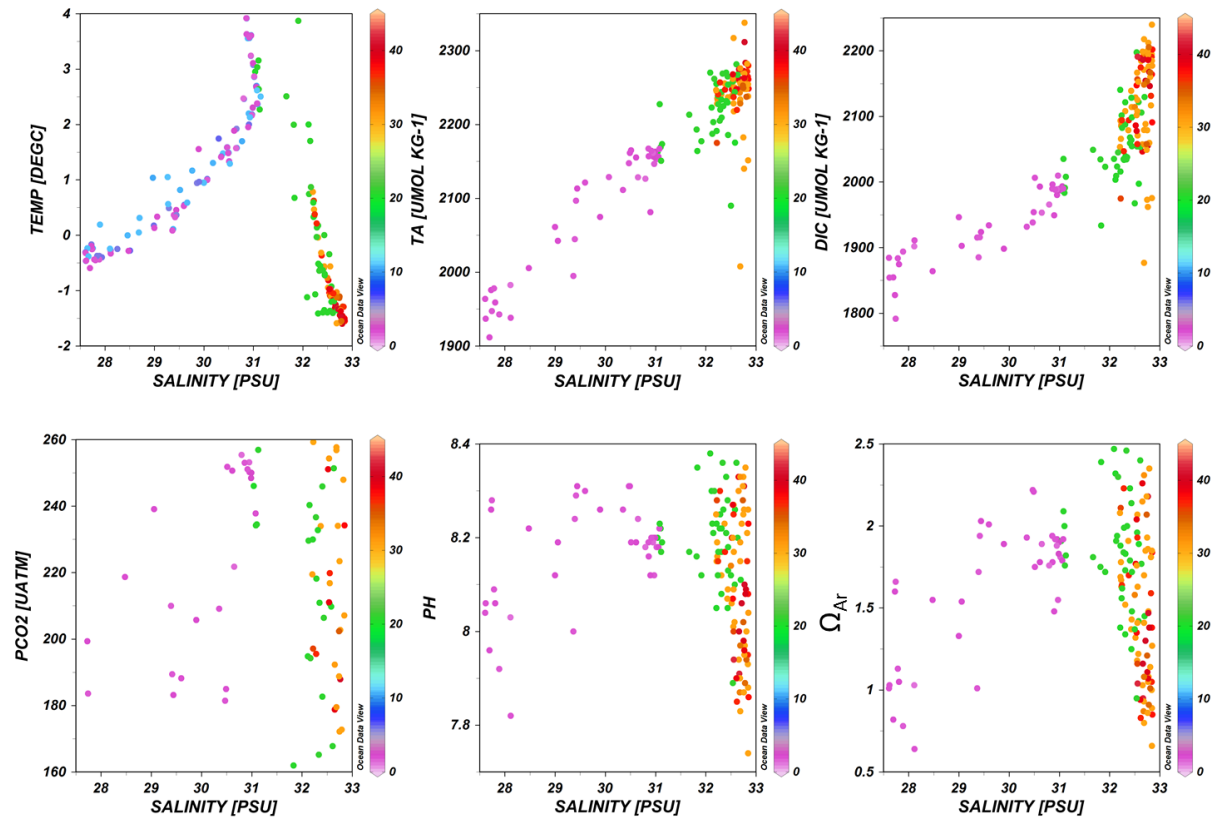 TEMP [DEGC]
4
3
2
1
0
-1
-2
28 29 30 31 32 33
SALINITY [PSU]
Ocean Data View
40
30
20
10
0
TA [UMOL KG-1]
2300
2200
2100
2000
1900
28 29 30 31 32 33
SALINITY [PSU]
Ocean Data View
40
30
20
10
0
DIC [UMOL KG-1]
2200
2100
2000
1900
1800
28 29 30 31 32 33
SALINITY [PSU]
Ocean Data View
40
30
20
10
0
PCO2 [UATM]
260
240
220
200
180
160
28 29 30 31 32 33
SALINITY [PSU]
Ocean Data View
40
30
20
10
0
PH
8.4
8.2
8
7.8
28 29 30 31 32 33
SALINITY [PSU]
Ocean Data View
40
30
20
10
0
ΩAr
2.5
2
1.5
1
0.5
28 29 30 31 32 33
SALINITY [PSU]
Ocean Data View
40
30
20
10
0